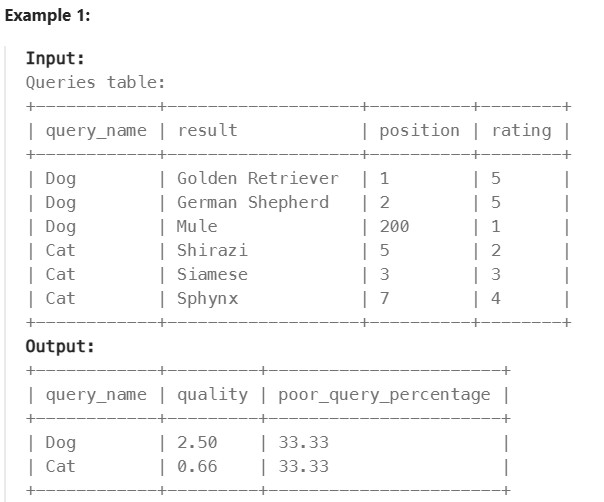 Example 1:
Input:
Queries table:
+------------+-------------------+----------+--------+
| query_name | result            | position | rating |
+------------+-------------------+----------+--------+
| Dog        | Golden Retriever  | 1        | 5      |
| Dog        | German Shepherd   | 2        | 5      |
| Dog        | Mule              | 200      | 1      |
| Cat        | Shirazi           | 5        | 2      |
| Cat        | Siamese           | 3        | 3      |
| Cat        | Sphynx            | 7        | 4      |
+------------+-------------------+----------+--------+
Output:
+------------+---------+-----------------------+
| query_name | quality | poor_query_percentage |
+------------+---------+-----------------------+
| Dog        | 2.50    | 33.33                 |
| Cat        | 0.66    | 33.33                 |
+------------+---------+-----------------------+